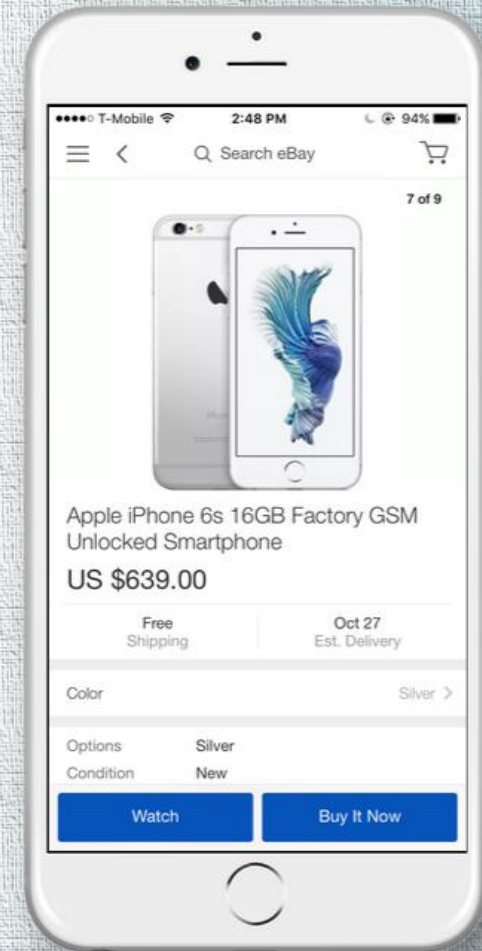 T-Mobile 2:48 PM 94%
Search eBay
7 of 9
Apple iPhone 6s 16GB Factory GSM
Unlocked Smartphone
US $639.00
Free Oct 27
Shipping Est. Delivery
Color Silver
Options Silver
Condition New
Watch Buy It Now